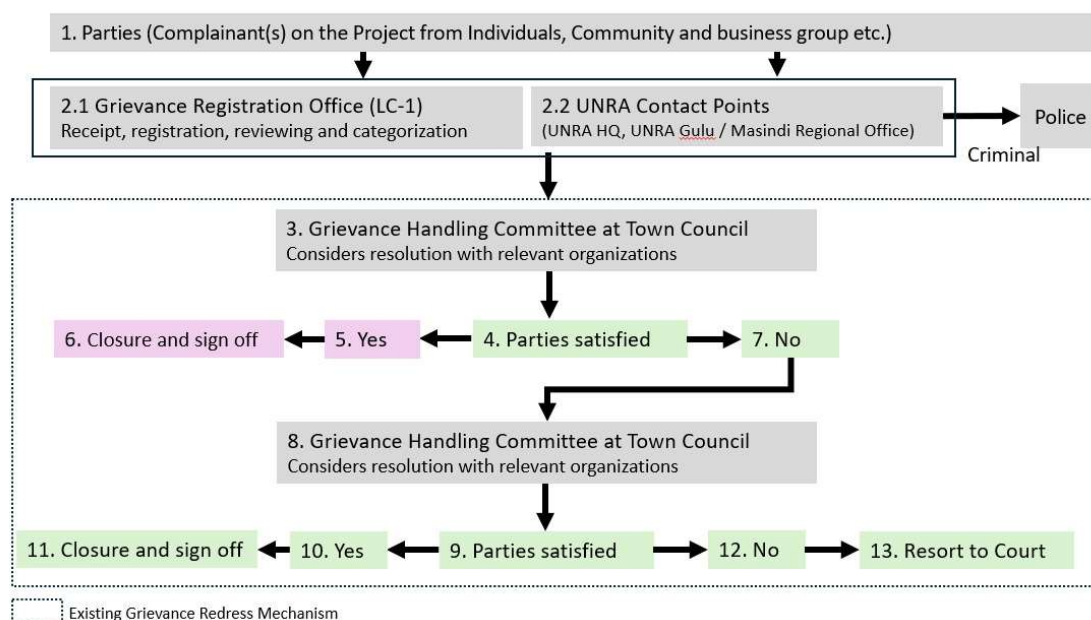 1. Parties (Complainant(s) on the Project from Individuals, Community and business group etc.)
2.1 Grievance Registration Office (LC-1)
Receipt, registration, reviewing and categorization
2.2 UNRA Contact Points
(UNRA HQ, UNRA Gulu / Masindi Regional Office)
Police
Criminal
3. Grievance Handling Committee at Town Council
Considers resolution with relevant organizations
6. Closure and sign off
5. Yes
4. Parties satisfied
7. No
8. Grievance Handling Committee at Town Council
Considers resolution with relevant organizations
11. Closure and sign off
10. Yes
9. Parties satisfied
12. No
13. Resort to Court
Existing Grievance Redress Mechanism